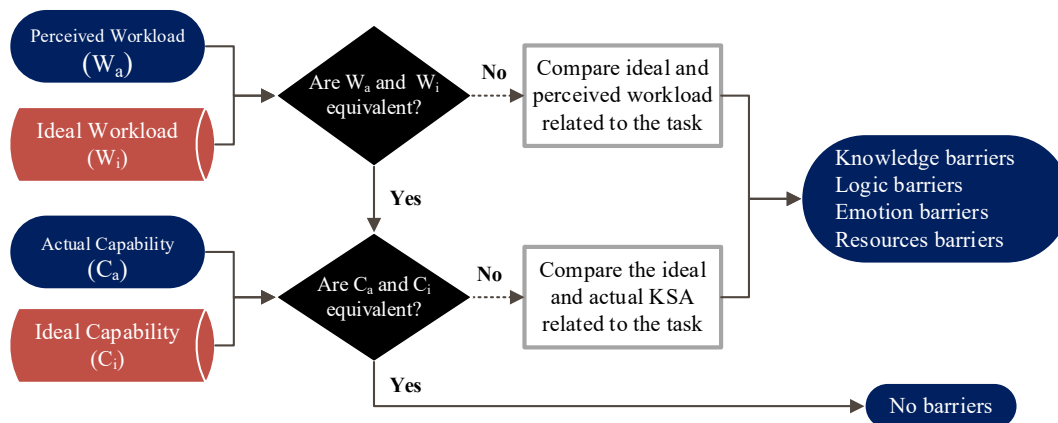 Perceived Workload
(Wₐ)
Ideal Workload
(Wᵢ)
Are Wₐ and Wᵢ
equivalent?
No
Compare ideal and
perceived workload
related to the task
Yes
Knowledge barriers
Logic barriers
Emotion barriers
Resources barriers
Actual Capability
(Cₐ)
Ideal Capability
(Cᵢ)
Are Cₐ and Cᵢ
equivalent?
No
Compare the ideal
and actual KSA
related to the task
Yes
No barriers